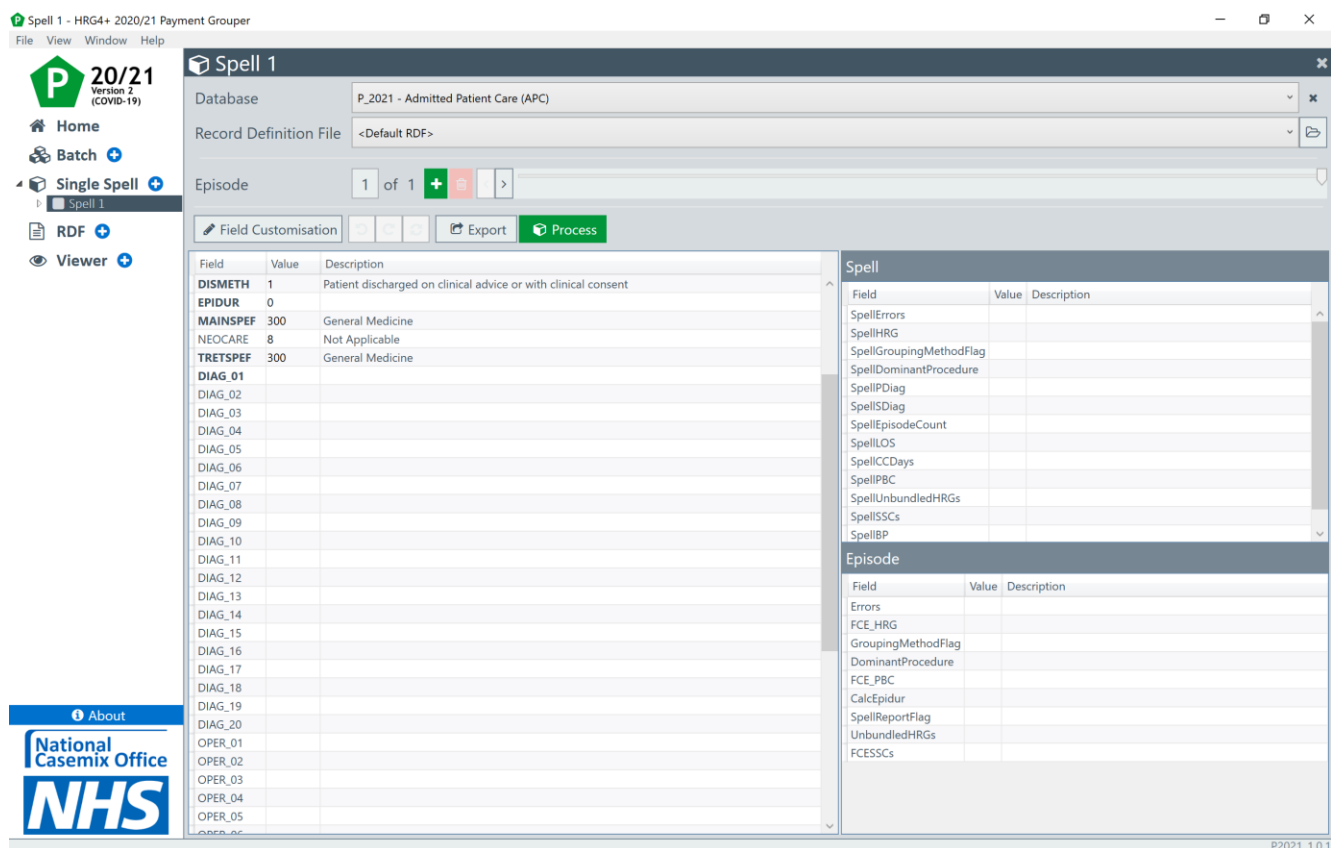 Spell 1 - HRG4+ 2020/21 Payment Grouper
File View Window Help
P
20/21
Version 2
(COVID-19)
Home
Batch
Single Spell
Spell 1
RDF
Viewer
About
National
Casemix Office
NHS
Spell 1
Database P_2021 - Admitted Patient Care (APC)
Record Definition File <Default RDF>
Episode 1 of 1
Field Customisation Export Process
Field Value Description
DISMETH 1 Patient discharged on clinical advice or with clinical consent
EPIDUR 0
MAINSPEF 300 General Medicine
NEOCARE 8 Not Applicable
TRETSPEF 300 General Medicine
DIAG_01
DIAG_02
DIAG_03
DIAG_04
DIAG_05
DIAG_06
DIAG_07
DIAG_08
DIAG_09
DIAG_10
DIAG_11
DIAG_12
DIAG_13
DIAG_14
DIAG_15
DIAG_16
DIAG_17
DIAG_18
DIAG_19
DIAG_20
OPER_01
OPER_02
OPER_03
OPER_04
OPER_05
OPER_06
Spell
Field Value Description
SpellErrors
SpellHRG
SpellGroupingMethodFlag
SpellDominantProcedure
SpellPDiag
SpellSDiag
SpellEpisodeCount
SpellLOS
SpellCCDays
SpellPBC
SpellUnbundledHRGs
SpellSSCs
SpellBP
Episode
Field Value Description
Errors
FCE_HRG
GroupingMethodFlag
DominantProcedure
FCE_PBC
CalcEpidur
SpellReportFlag
UnbundledHRGs
FCESSCs
P2021_1.0.1